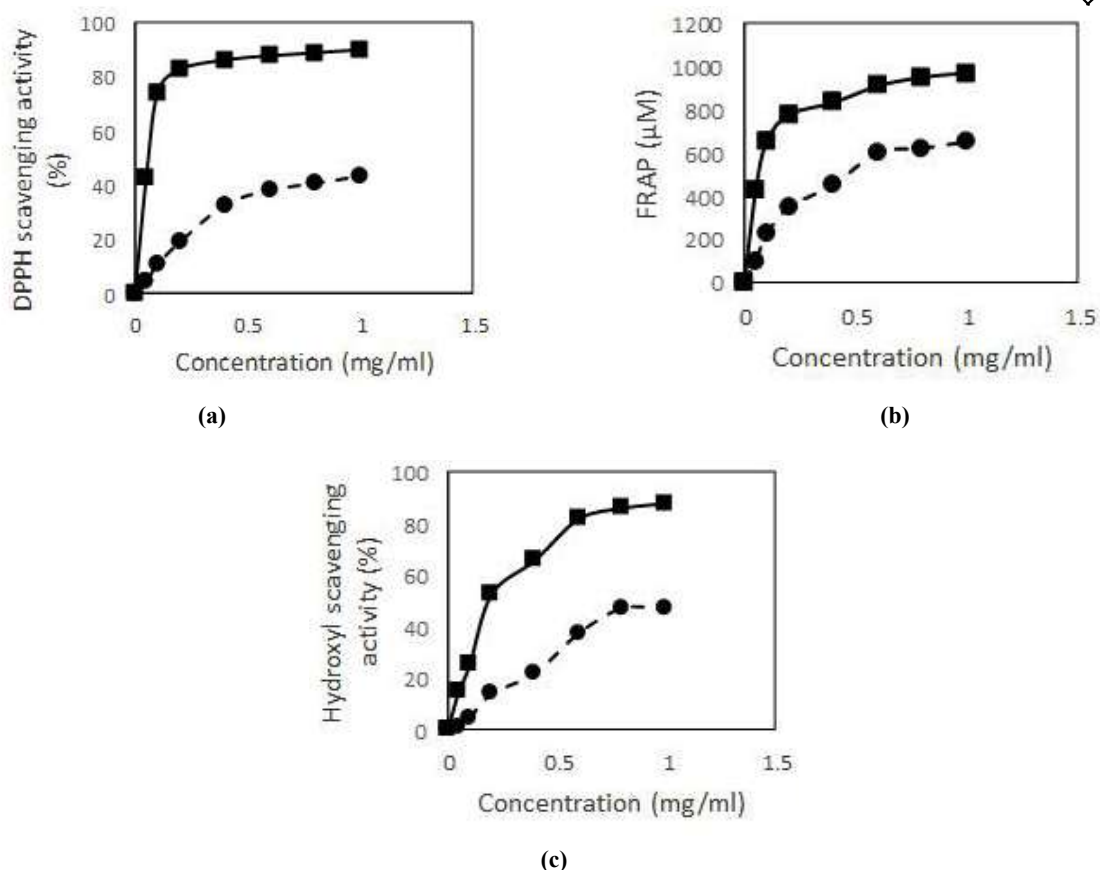 DPPH scavenging activity
(%)
100
80
60
40
20
0
0 0.5 1 1.5
Concentration (mg/ml)
(a)
FRAP (µM)
1200
1000
800
600
400
200
0
0 0.5 1 1.5
Concentration (mg/ml)
(b)
Hydroxyl scavenging
activity (%)
100
80
60
40
20
0
0 0.5 1 1.5
Concentration (mg/ml)
(c)